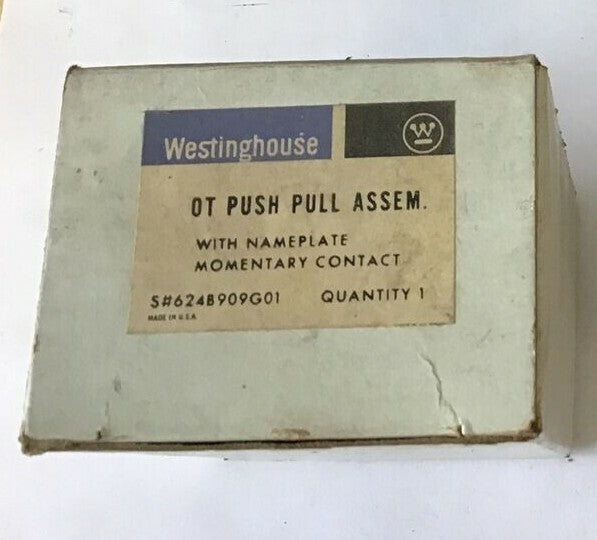 Westinghouse W
OT PUSH PULL ASSEM.
WITH NAMEPLATE
MOMENTARY CONTACT
S#624B909G01 QUANTITY 1
MADE IN U.S.A.